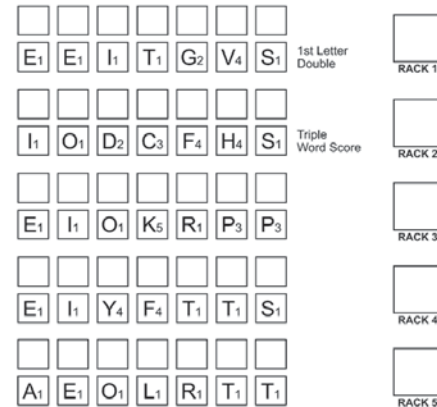 E1 E1 I1 T1 G2 V4 S1 1st Letter
Double
RACK 1
I1 O1 D2 C3 F4 H4 S1 Triple
Word Score
RACK 2
E1 I1 O1 K5 R1 P3 P3
RACK 3
E1 I1 Y4 F4 T1 T1 S1
RACK 4
A1 E1 O1 L1 R1 T1 T1
RACK 5